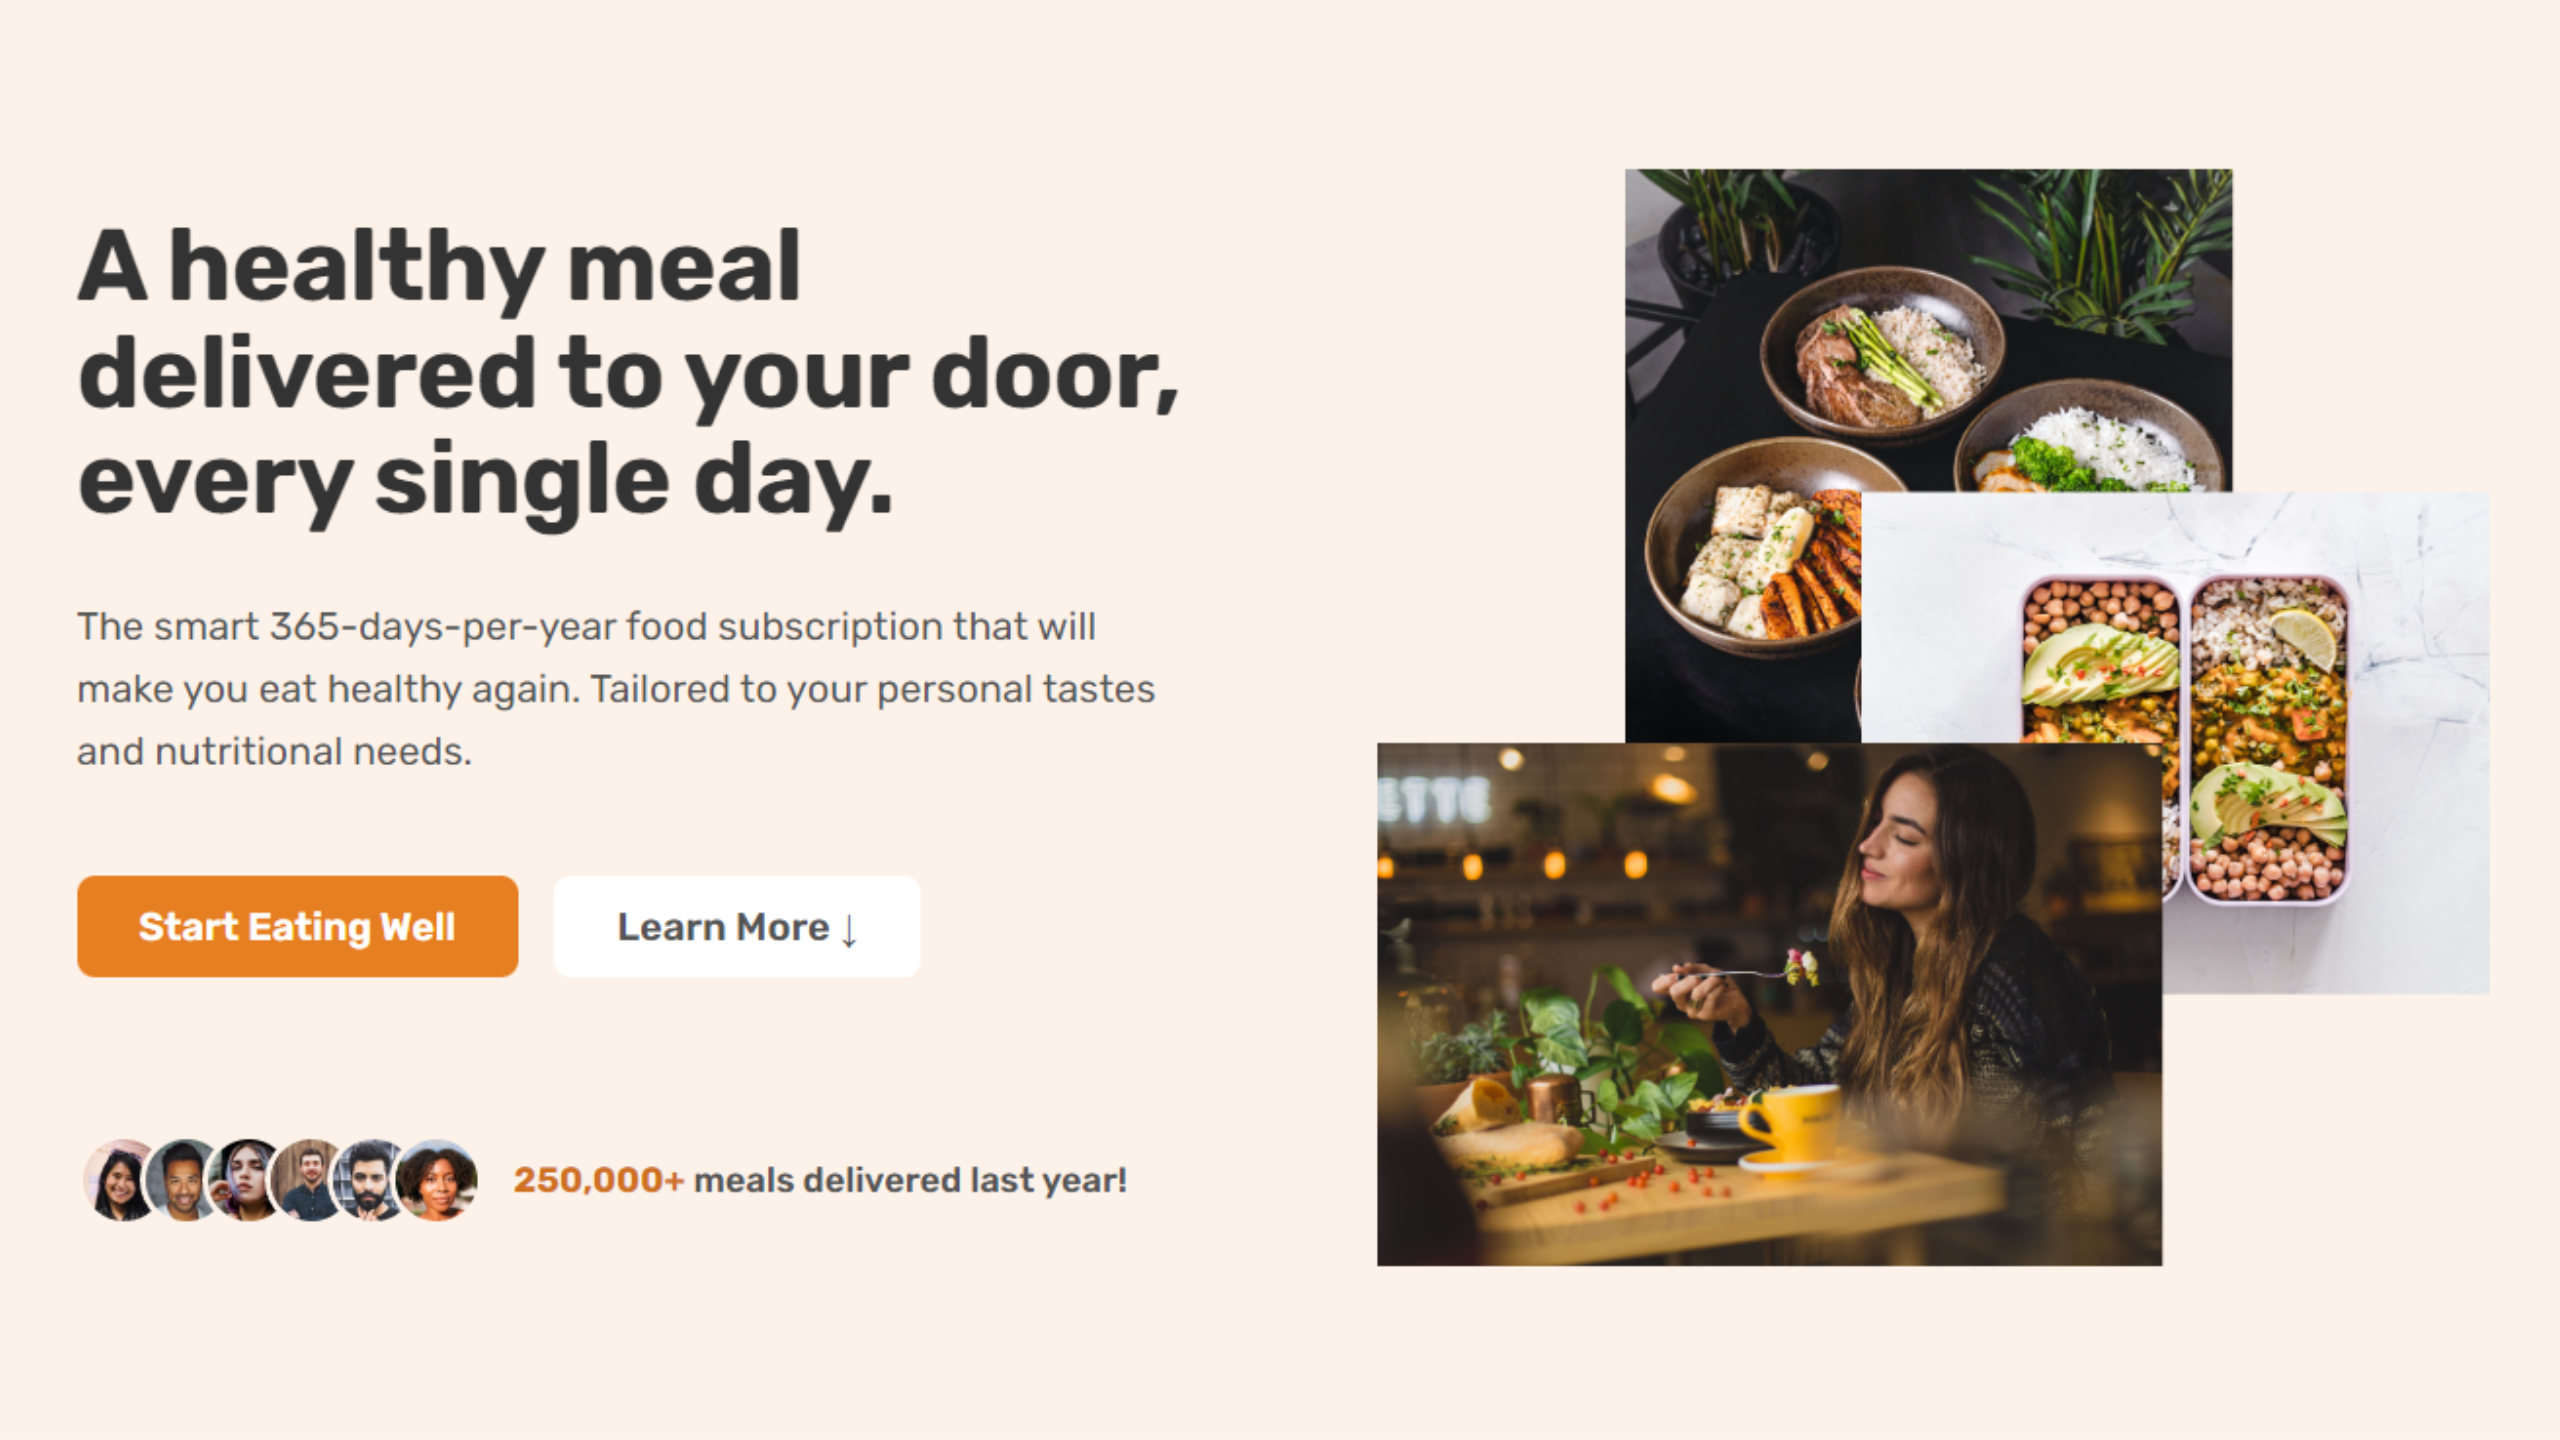 A healthy meal
delivered to your door,
every single day.
The smart 365-days-per-year food subscription that will
make you eat healthy again. Tailored to your personal tastes
and nutritional needs.
Start Eating Well
Learn More ↓
250,000+ meals delivered last year!
ETTE